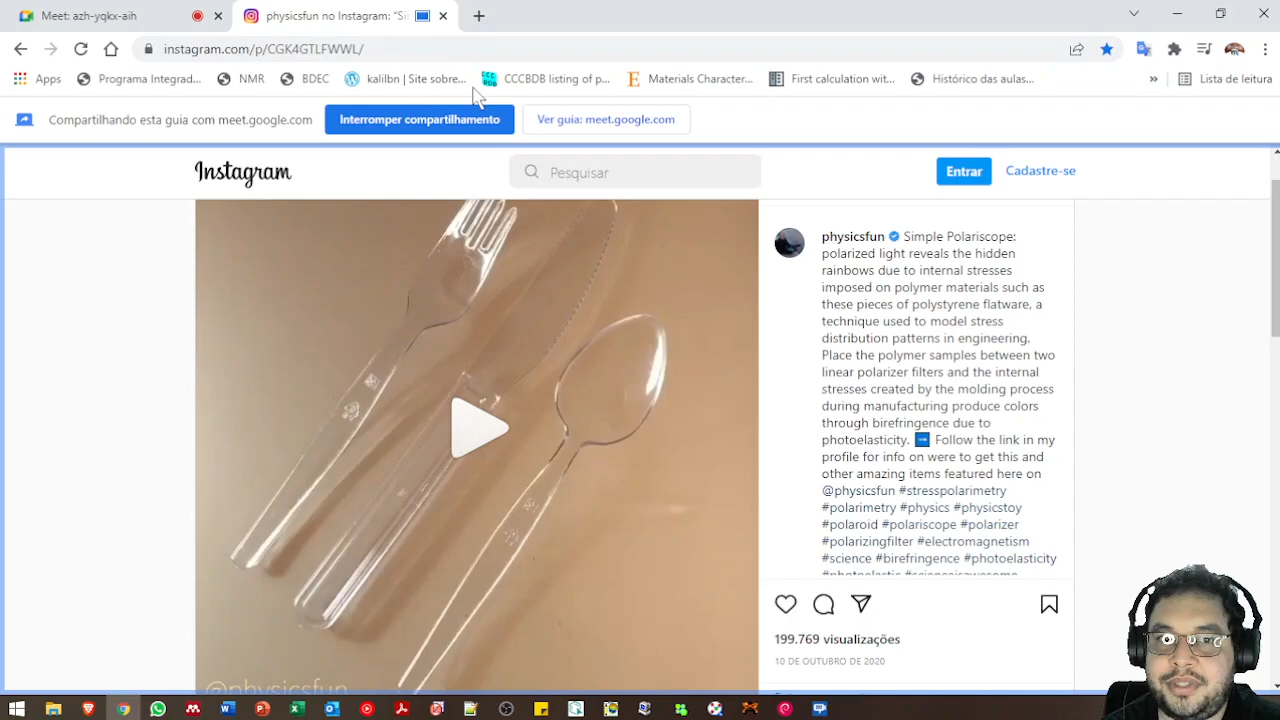 Meet: azh-yqkx-aih
physicsfun no Instagram: "Si
instagram.com/p/CGK4GTLFWWL/
Apps
Programa Integrad...
NMR
BDEC
kalilbn | Site sobre...
CCCBDB listing of p...
Materials Character...
First calculation wit...
Histórico das aulas...
»
Lista de leitura
Compartilhando esta guia com meet.google.com
Interromper compartilhamento
Ver guia: meet.google.com
Instagram
Pesquisar
Entrar
Cadastre-se
physicsfun Simple Polariscope:
polarized light reveals the hidden
rainbows due to internal stresses
imposed on polymer materials such as
these pieces of polystyrene flatware, a
technique used to model stress
distribution patterns in engineering.
Place the polymer samples between two
linear polarizer filters and the internal
stresses created by the molding process
during manufacturing produce colors
through birefringence due to
photoelasticity. ➡ Follow the link in my
profile for info on were to get this and
other amazing items featured here on
@physicsfun #stresspolarimetry
#polarimetry #physics #physicstoy
#polaroid #polariscope #polarizer
#polarizingfilter #electromagnetism
#science #birefringence #photoelasticity
#photoelastic #scienceisawesome
199.769 visualizações
10 DE OUTUBRO DE 2020
@physicsfun